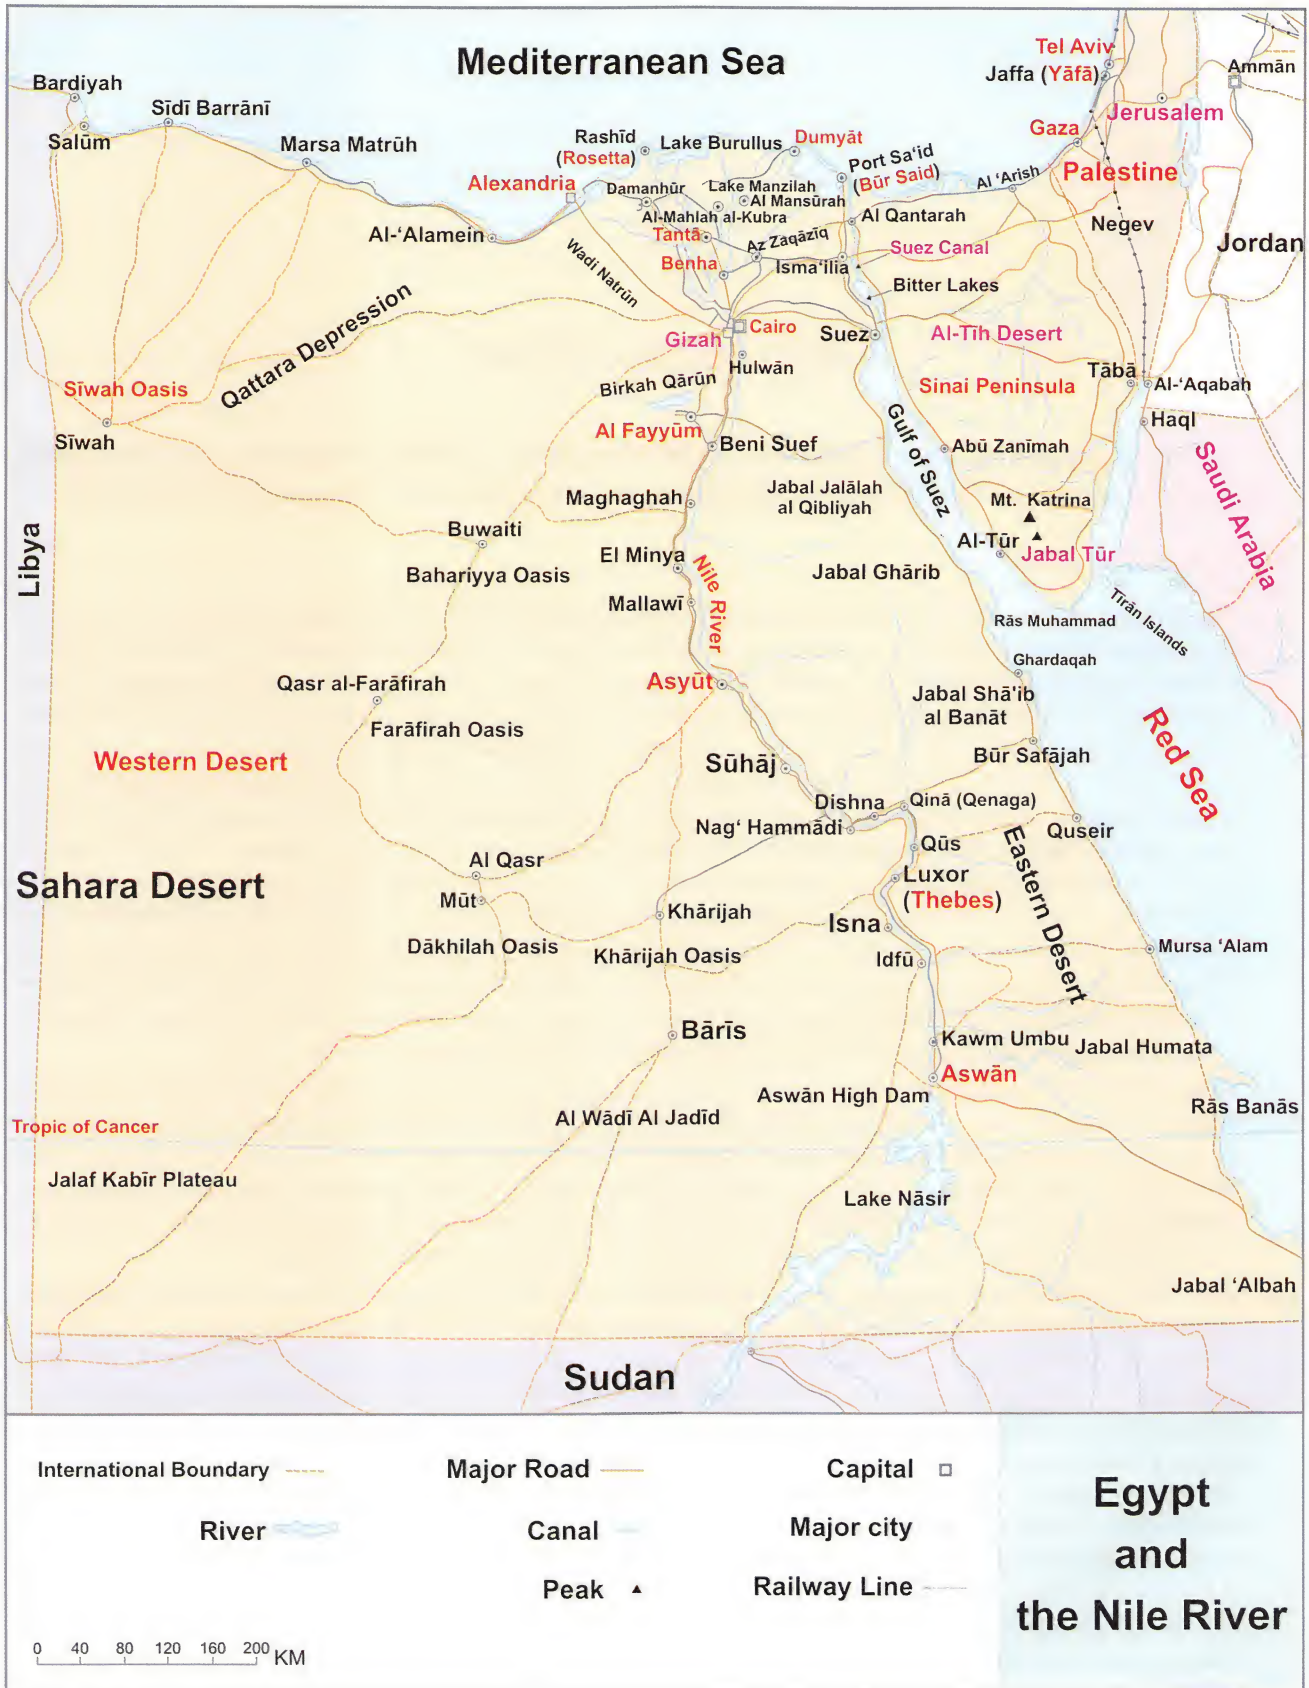 Mediterranean Sea
Tel Aviv
Jaffa (Yāfā)
Ammān
Bardiyah
Sīdī Barrānī
Salūm
Marsa Matrūh
Rashīd
(Rosetta)
Lake Burullus
Dumyāt
Jerusalem
Gaza
Port Sa‘id
(Būr Said)
Al ‘Arish
Palestine
Alexandria
Damanhūr
Lake Manzilah
Al Mansūrah
Al-Mahlah al-Kubra
Al Qantarah
Negev
Jordan
Al-‘Alamein
Tantā
Az Zaqāzīq
Suez Canal
Wadi Natrūn
Benha
Isma‘ilia
Bitter Lakes
Qattara Depression
Cairo
Gizah
Suez
Al-Tīh Desert
Hulwān
Tābā
Al-‘Aqabah
Sīwah Oasis
Birkah Qārūn
Sinai Peninsula
Haql
Sīwah
Al Fayyūm
Beni Suef
Gulf of Suez
Abū Zanīmah
Saudi Arabia
Maghaghah
Jabal Jalālah
al Qibliyah
Mt. Katrina
Buwaiti
Al-Tūr
Jabal Tūr
Libya
El Minya
Nile River
Bahariyya Oasis
Jabal Ghārib
Mallawī
Tīrān Islands
Rās Muhammad
Ghardaqah
Qasr al-Farāfirah
Asyūt
Jabal Shā'ib
al Banāt
Farāfirah Oasis
Red Sea
Western Desert
Sūhāj
Būr Safājah
Dishna
Qinā (Qenaga)
Nag‘ Hammādi
Quseir
Qūs
Eastern Desert
Al Qasr
Luxor
(Thebes)
Sahara Desert
Mūt
Khārijah
Isna
Dākhilah Oasis
Khārijah Oasis
Idfū
Mursa ‘Alam
Bārīs
Kawm Umbu
Jabal Humata
Aswān
Aswān High Dam
Rās Banās
Al Wādī Al Jadīd
Tropic of Cancer
Jalaf Kabīr Plateau
Lake Nāsir
Jabal ‘Albah
Sudan
International Boundary
Major Road
Capital
River
Canal
Major city
Peak
Railway Line
Egypt
and
the Nile River
0 40 80 120 160 200 KM